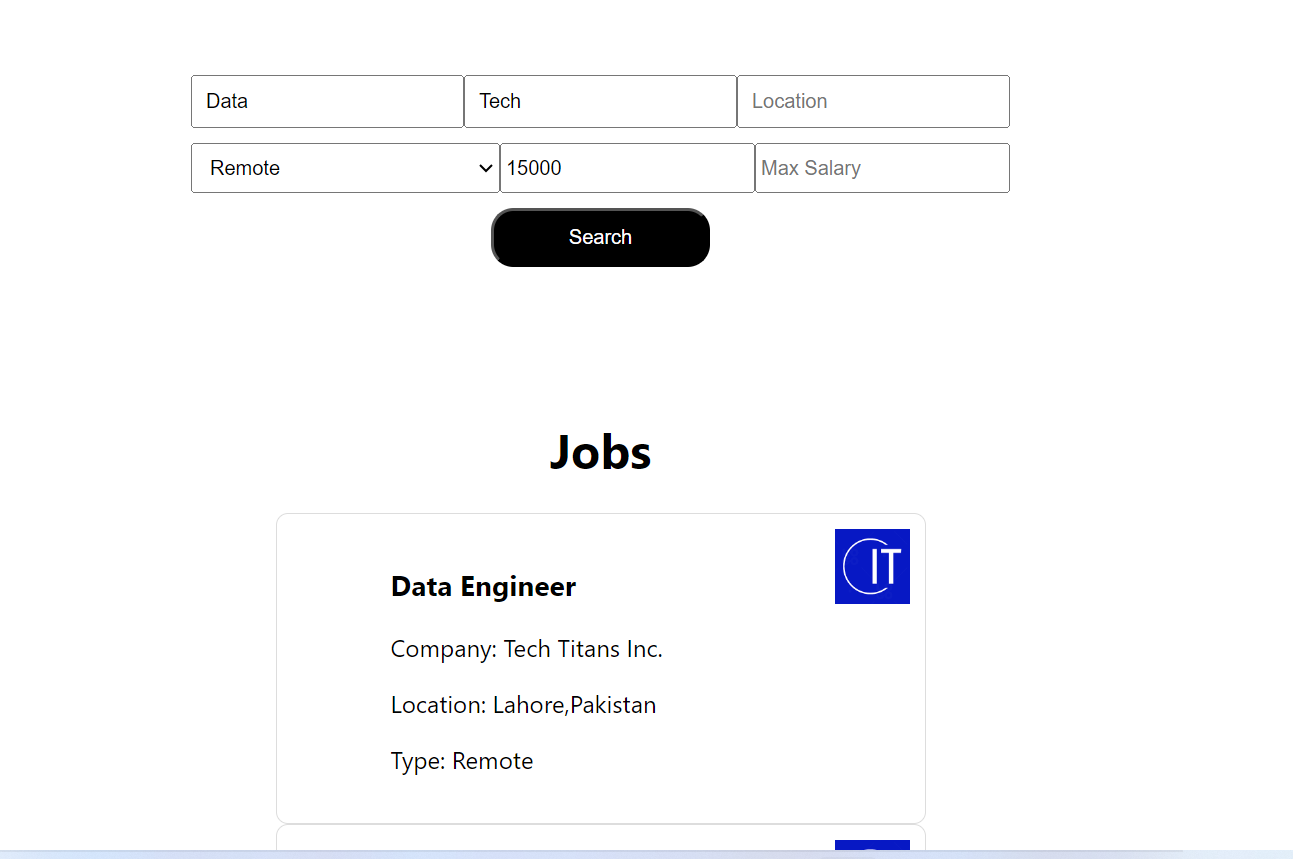 Data Tech Location
Remote 15000 Max Salary
Search
Jobs
IT
Data Engineer
Company: Tech Titans Inc.
Location: Lahore,Pakistan
Type: Remote